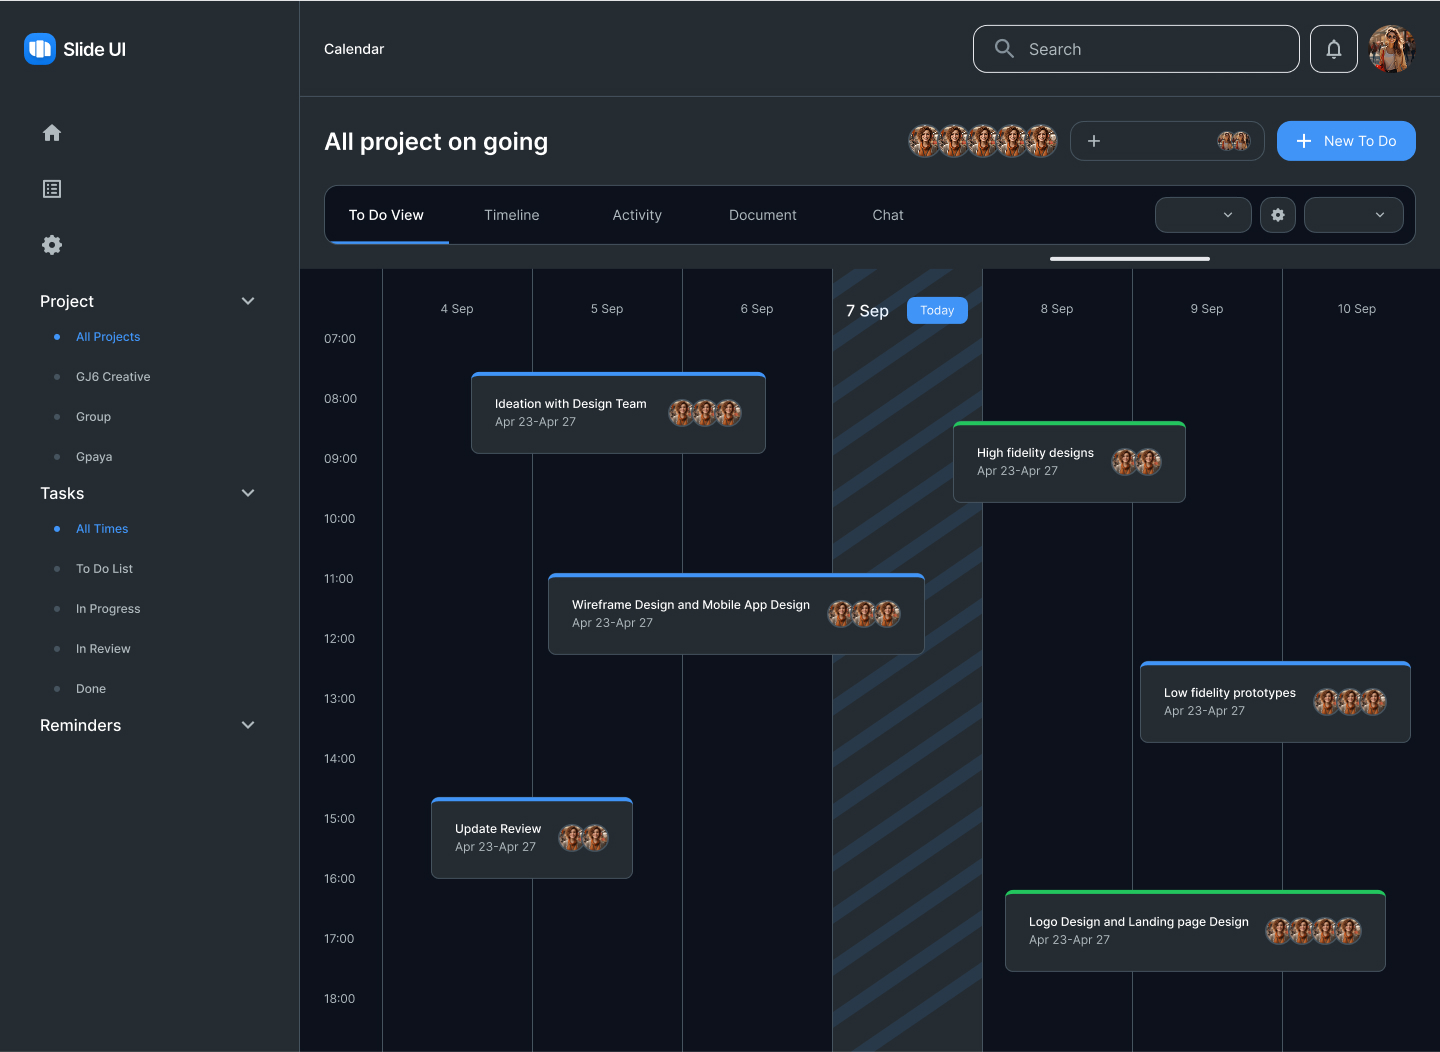 Slide UI
Calendar
Search
All project on going
New To Do
To Do View
Timeline
Activity
Document
Chat
Project
All Projects
GJ6 Creative
Group
Gpaya
Tasks
All Times
To Do List
In Progress
In Review
Done
Reminders
4 Sep
5 Sep
6 Sep
7 Sep
Today
8 Sep
9 Sep
10 Sep
07:00
08:00
09:00
10:00
11:00
12:00
13:00
14:00
15:00
16:00
17:00
18:00
Ideation with Design Team
Apr 23-Apr 27
High fidelity designs
Apr 23-Apr 27
Wireframe Design and Mobile App Design
Apr 23-Apr 27
Low fidelity prototypes
Apr 23-Apr 27
Update Review
Apr 23-Apr 27
Logo Design and Landing page Design
Apr 23-Apr 27